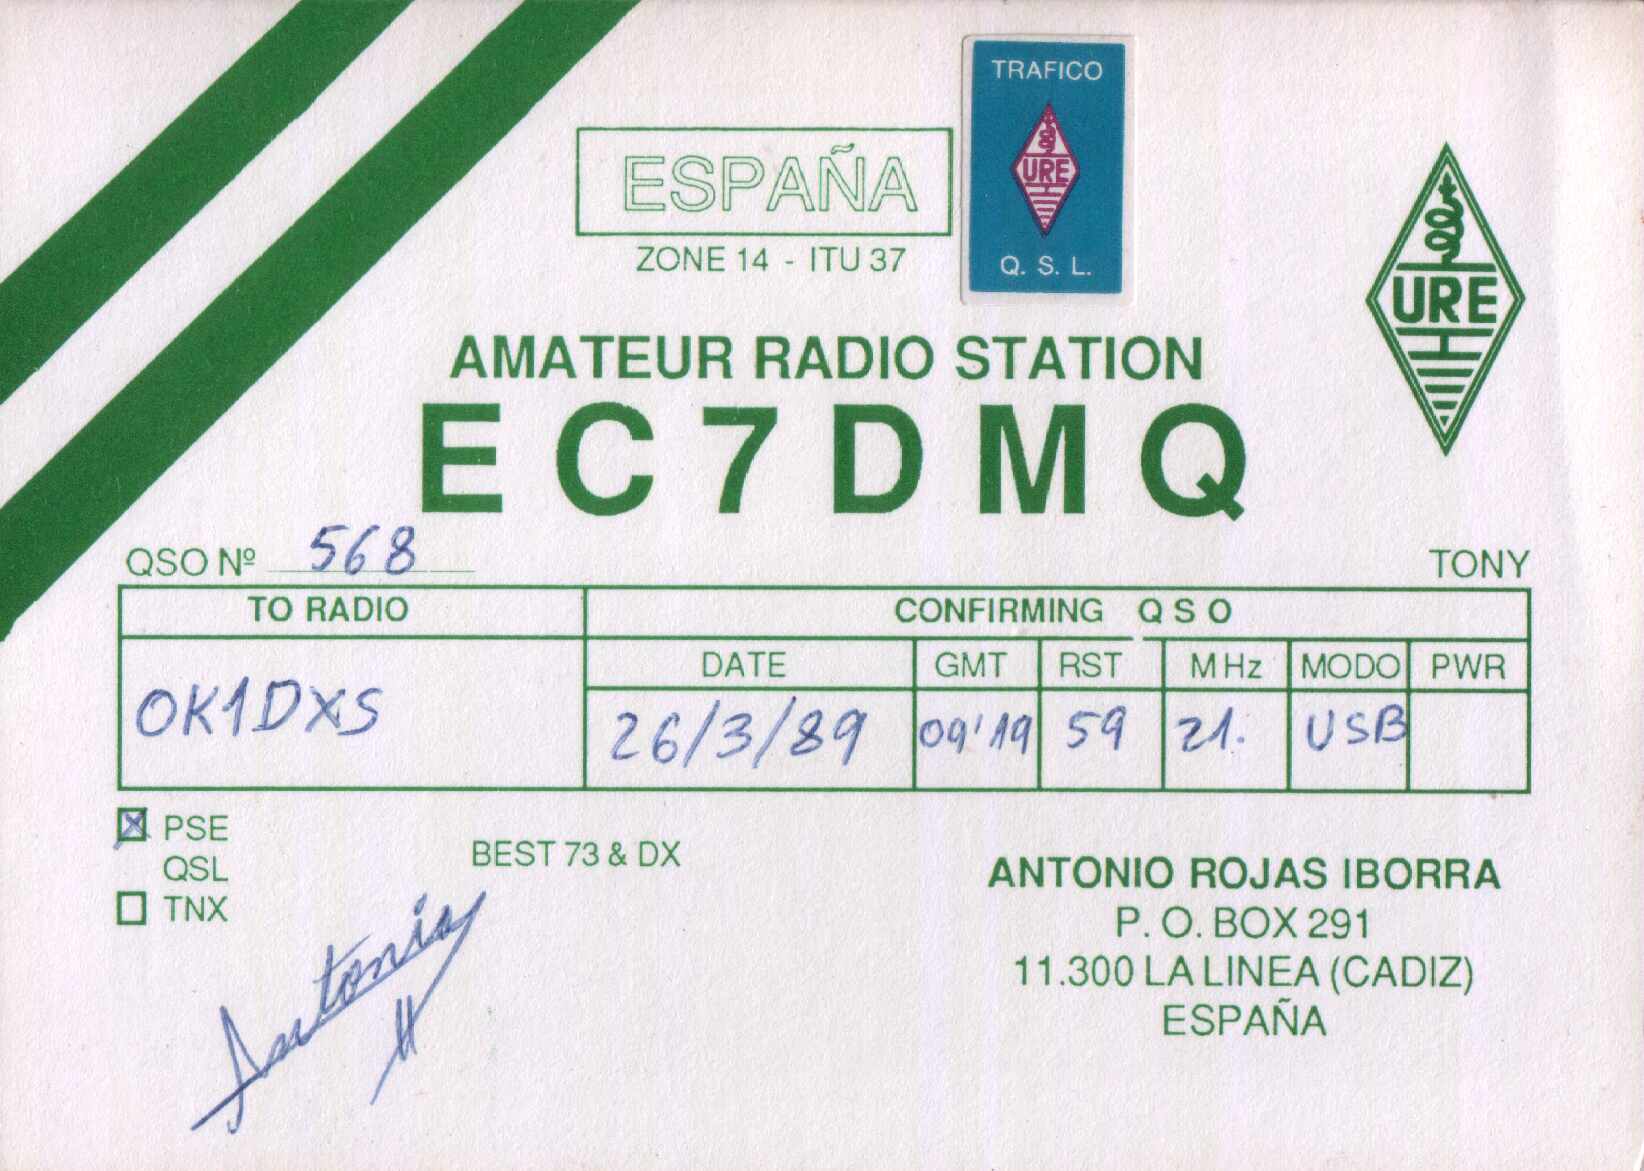 TRAFICO
URE
Q. S. L.
ESPAÑA
ZONE 14 - ITU 37
URE
AMATEUR RADIO STATION
EC7DMQ
QSO Nº 568
TONY
TO RADIO CONFIRMING QSO
DATE GMT RST MHz MODO PWR
OK1DXS 26/3/89 09'19 59 21. USB
PSE
QSL
TNX
BEST 73 & DX
Antonio
ANTONIO ROJAS IBORRA
P. O. BOX 291
11.300 LA LINEA (CADIZ)
ESPAÑA